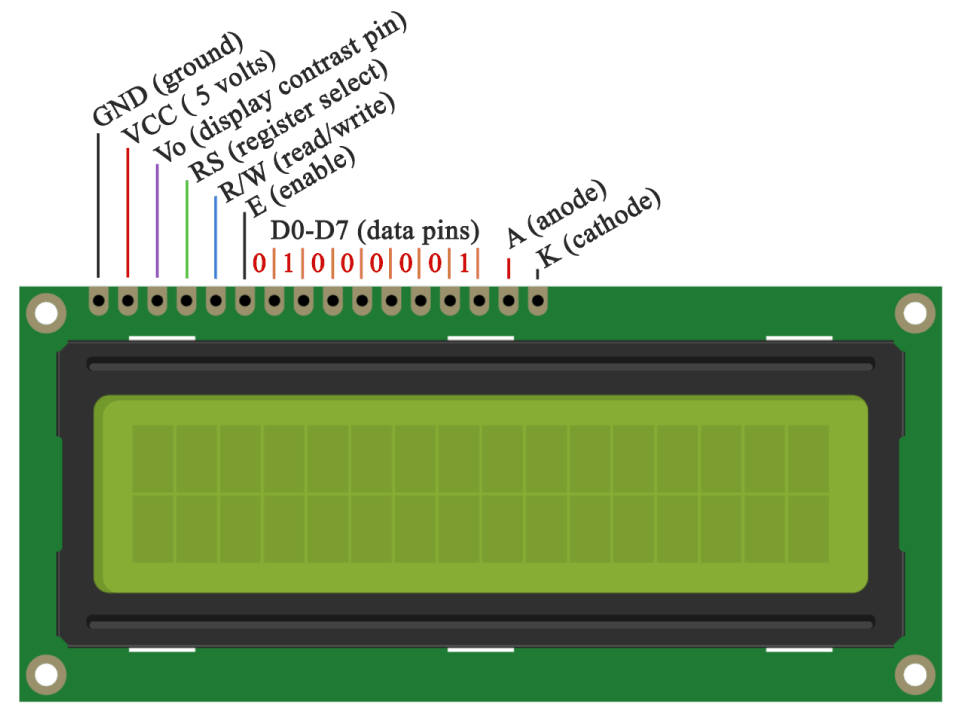 GND (ground)
VCC ( 5 volts)
Vo (display contrast pin)
RS (register select)
R/W (read/write)
E (enable)
D0-D7 (data pins)
0 1 0 0 0 0 0 1
A (anode)
K (cathode)